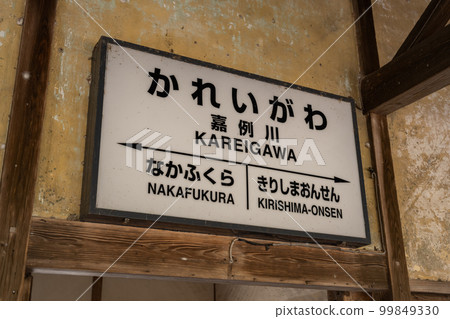 かれいがわ
嘉例川
KAREIGAWA
なかふくら
NAKAFUKURA
きりしまおんせん
KIRISHIMA-ONSEN
99849330